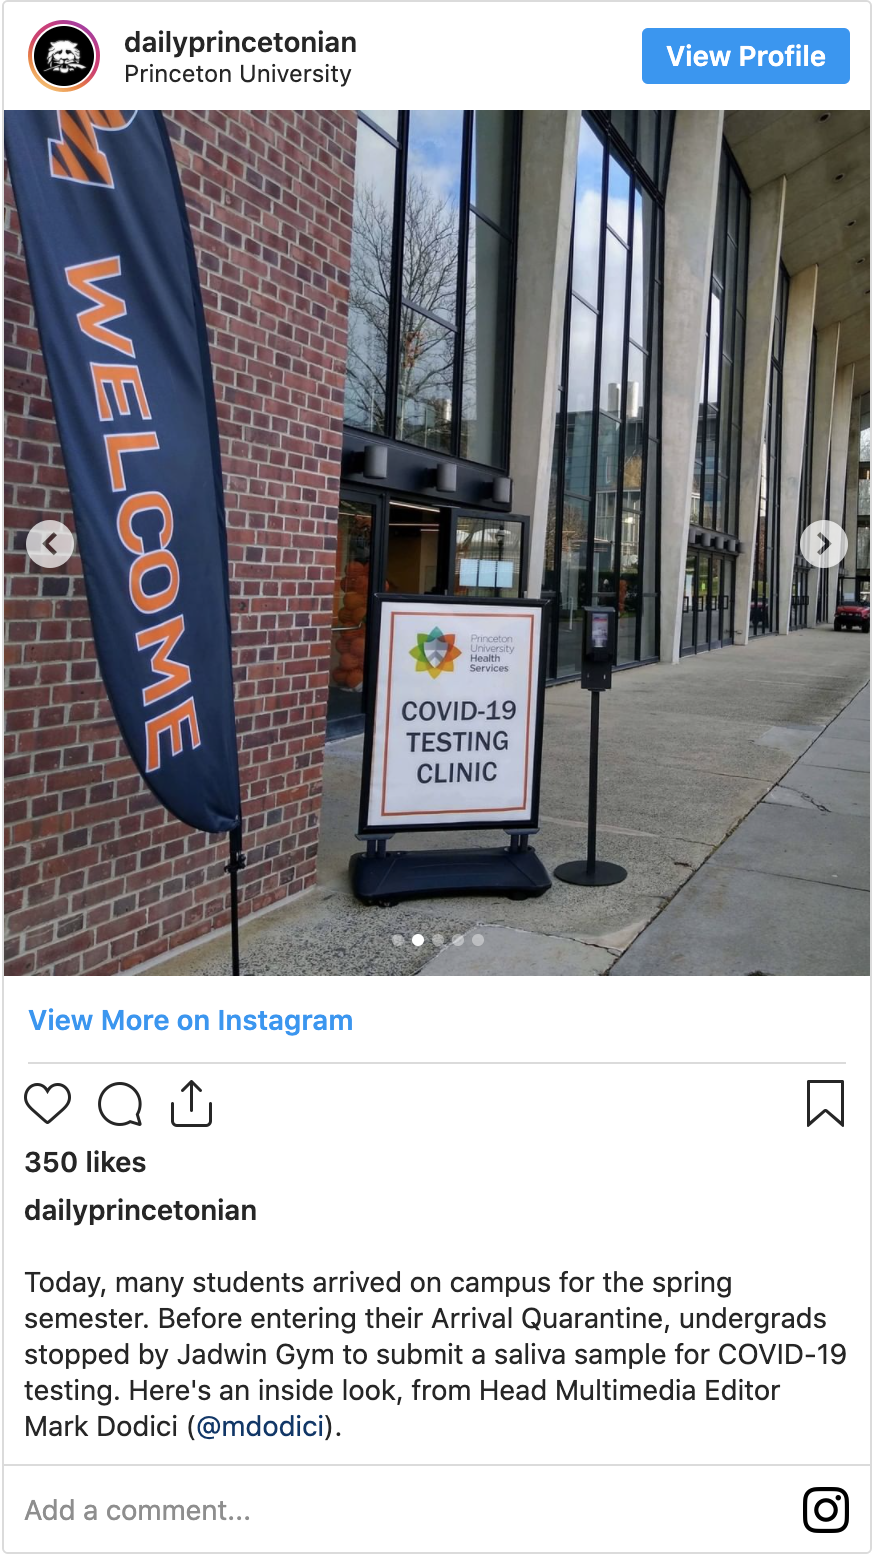 dailyprincetonian
Princeton University
View Profile
WELCOME
Princeton
University
Health
Services
COVID-19
TESTING
CLINIC
View More on Instagram
350 likes
dailyprincetonian
Today, many students arrived on campus for the spring
semester. Before entering their Arrival Quarantine, undergrads
stopped by Jadwin Gym to submit a saliva sample for COVID-19
testing. Here's an inside look, from Head Multimedia Editor
Mark Dodici (@mdodici).
Add a comment...